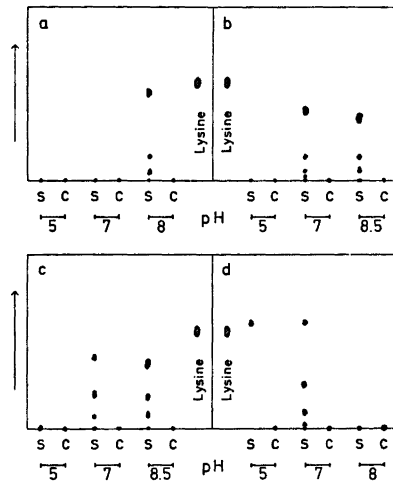 a b
Lysine Lysine
S C S C S C S C S C S C
5 7 8 pH 5 7 8.5
c d
Lysine Lysine
S C S C S C S C S C S C
5 7 8.5 pH 5 7 8